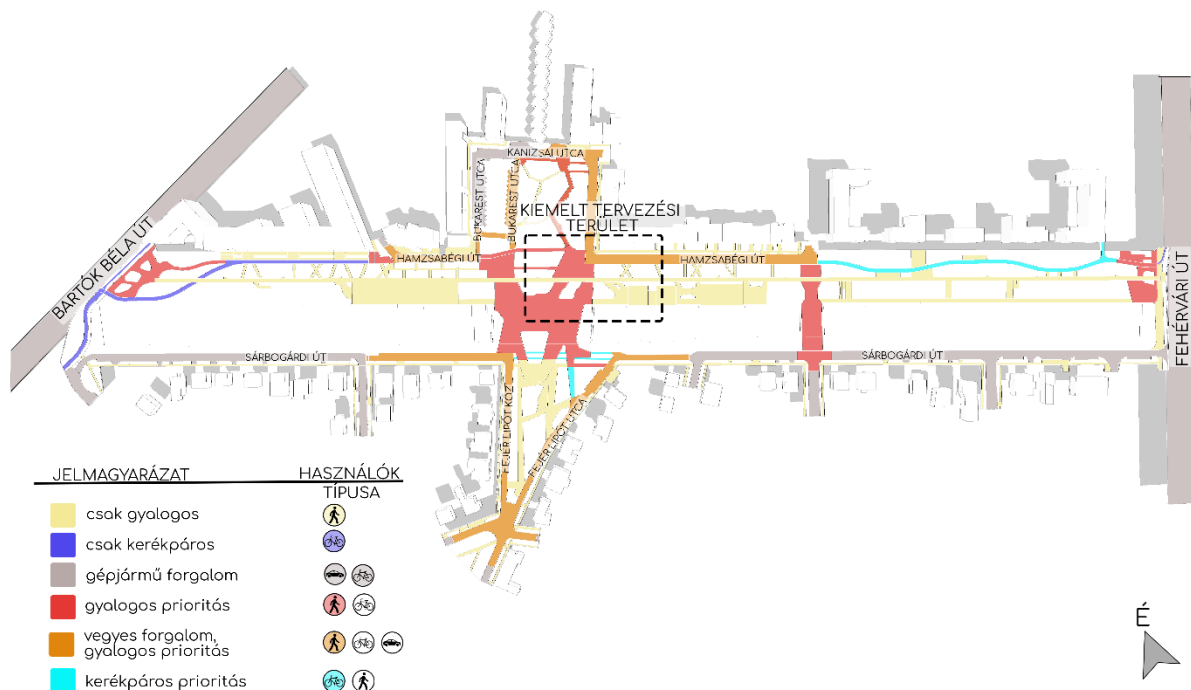 KANIZSAI UTCA
BUKAREST UTCA
BUKAREST UTCA
KIEMELT TERVEZÉSI
TERÜLET
BARTÓK BÉLA ÚT
HAMZSABÉGI ÚT
HAMZSABÉGI ÚT
FEHÉRVÁRI ÚT
SÁRBOGÁRDI ÚT
SÁRBOGÁRDI ÚT
FEJÉR LIPÓT KÖZ
FEJÉR LIPÓT UTCA
JELMAGYARÁZAT
HASZNÁLÓK
TÍPUSA
csak gyalogos
csak kerékpáros
gépjármű forgalom
gyalogos prioritás
vegyes forgalom,
gyalogos prioritás
kerékpáros prioritás
É